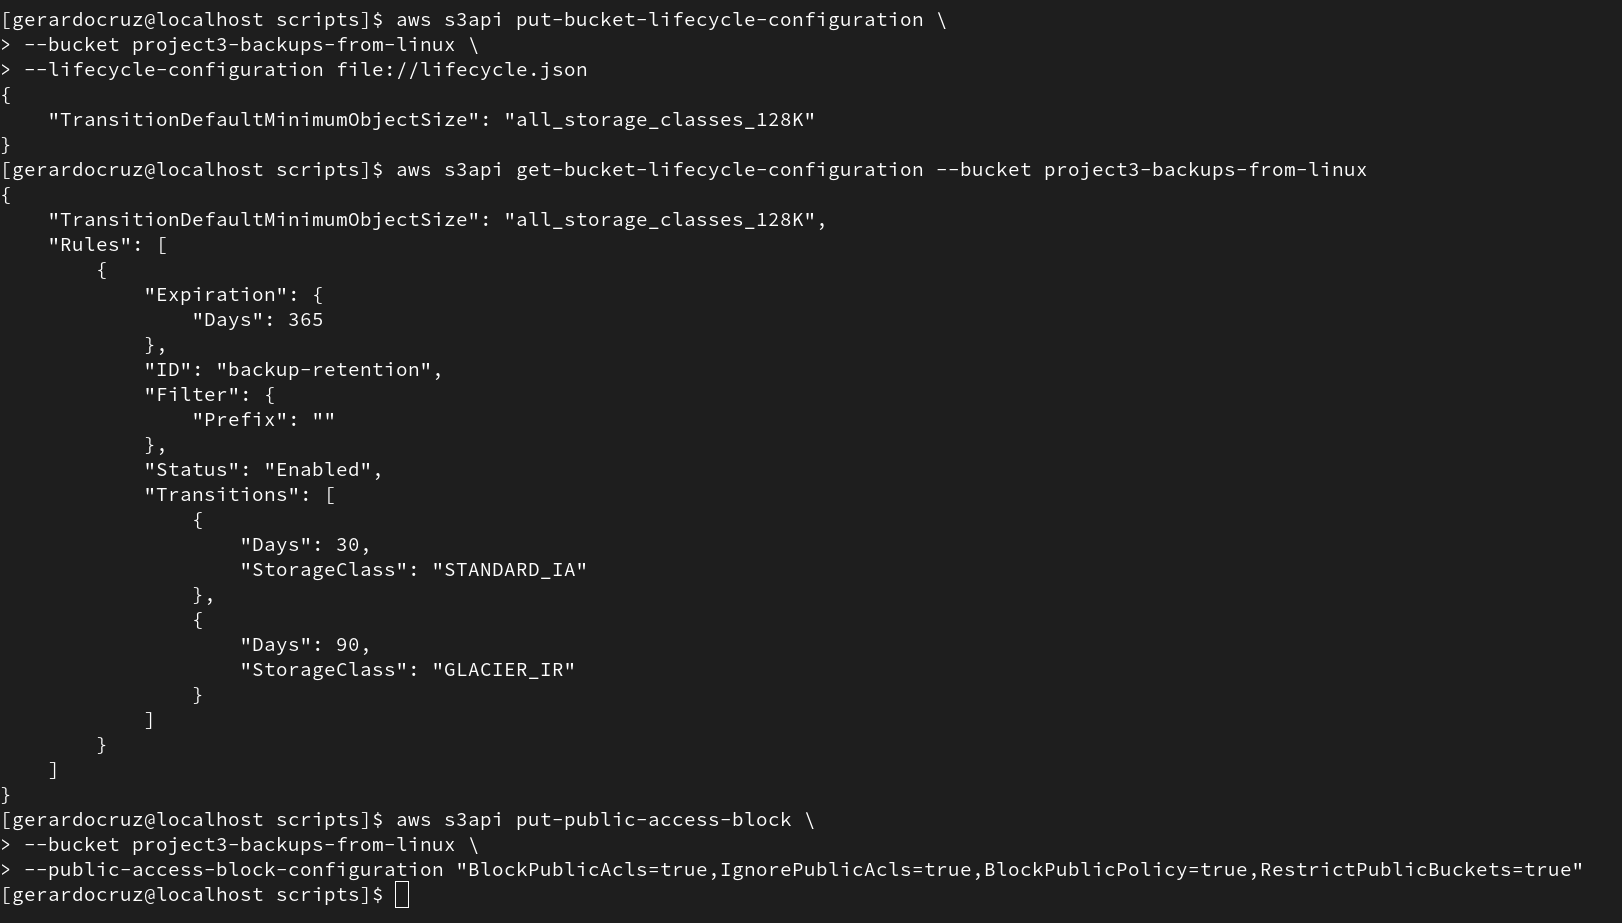 [gerardocruz@localhost scripts]$ aws s3api put-bucket-lifecycle-configuration \
> --bucket project3-backups-from-linux \
> --lifecycle-configuration file://lifecycle.json
{
    "TransitionDefaultMinimumObjectSize": "all_storage_classes_128K"
}
[gerardocruz@localhost scripts]$ aws s3api get-bucket-lifecycle-configuration --bucket project3-backups-from-linux
{
    "TransitionDefaultMinimumObjectSize": "all_storage_classes_128K",
    "Rules": [
        {
            "Expiration": {
                "Days": 365
            },
            "ID": "backup-retention",
            "Filter": {
                "Prefix": ""
            },
            "Status": "Enabled",
            "Transitions": [
                {
                    "Days": 30,
                    "StorageClass": "STANDARD_IA"
                },
                {
                    "Days": 90,
                    "StorageClass": "GLACIER_IR"
                }
            ]
        }
    ]
}
[gerardocruz@localhost scripts]$ aws s3api put-public-access-block \
> --bucket project3-backups-from-linux \
> --public-access-block-configuration "BlockPublicAcls=true,IgnorePublicAcls=true,BlockPublicPolicy=true,RestrictPublicBuckets=true"
[gerardocruz@localhost scripts]$